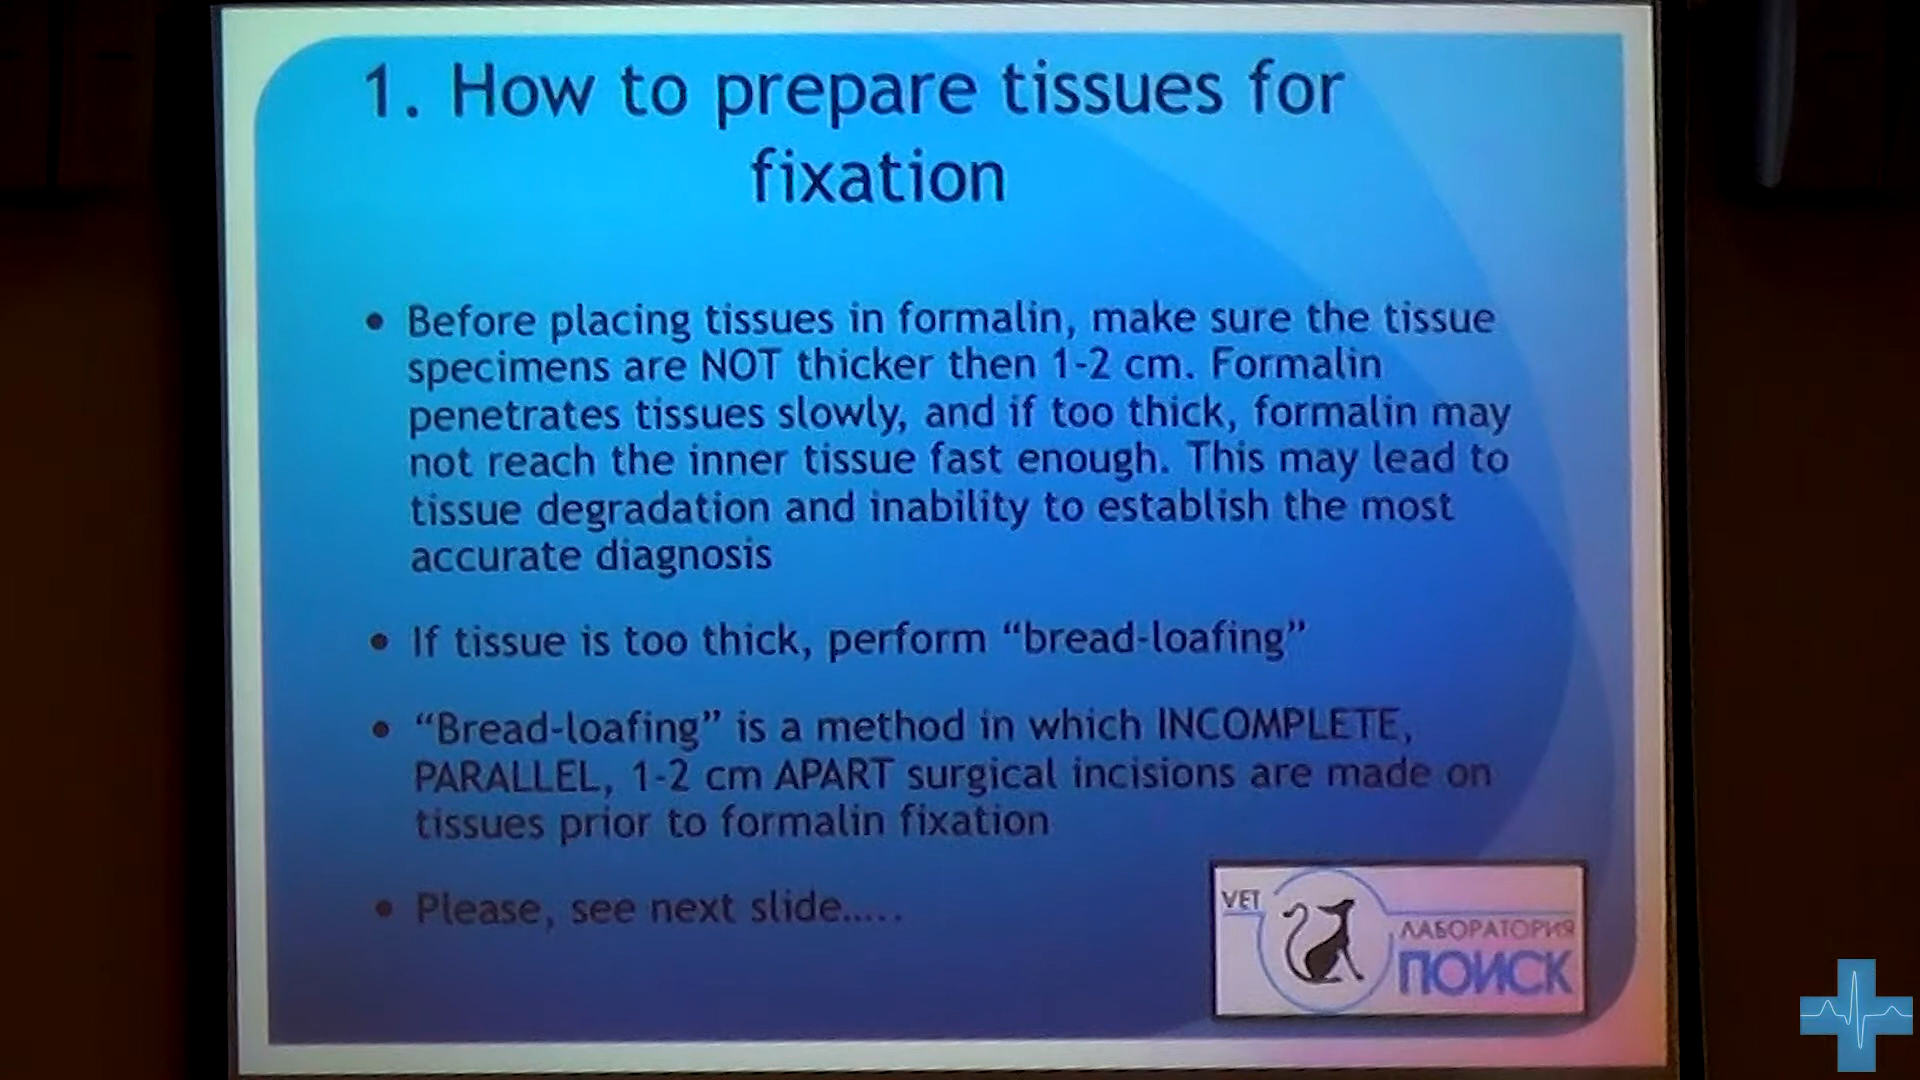 1. How to prepare tissues for
fixation
• Before placing tissues in formalin, make sure the tissue
specimens are NOT thicker then 1-2 cm. Formalin
penetrates tissues slowly, and if too thick, formalin may
not reach the inner tissue fast enough. This may lead to
tissue degradation and inability to establish the most
accurate diagnosis
• If tissue is too thick, perform “bread-loafing”
• “Bread-loafing” is a method in which INCOMPLETE,
PARALLEL, 1-2 cm APART surgical incisions are made on
tissues prior to formalin fixation
• Please, see next slide.....
VET
ЛАБОРАТОРИЯ
ПОИСК